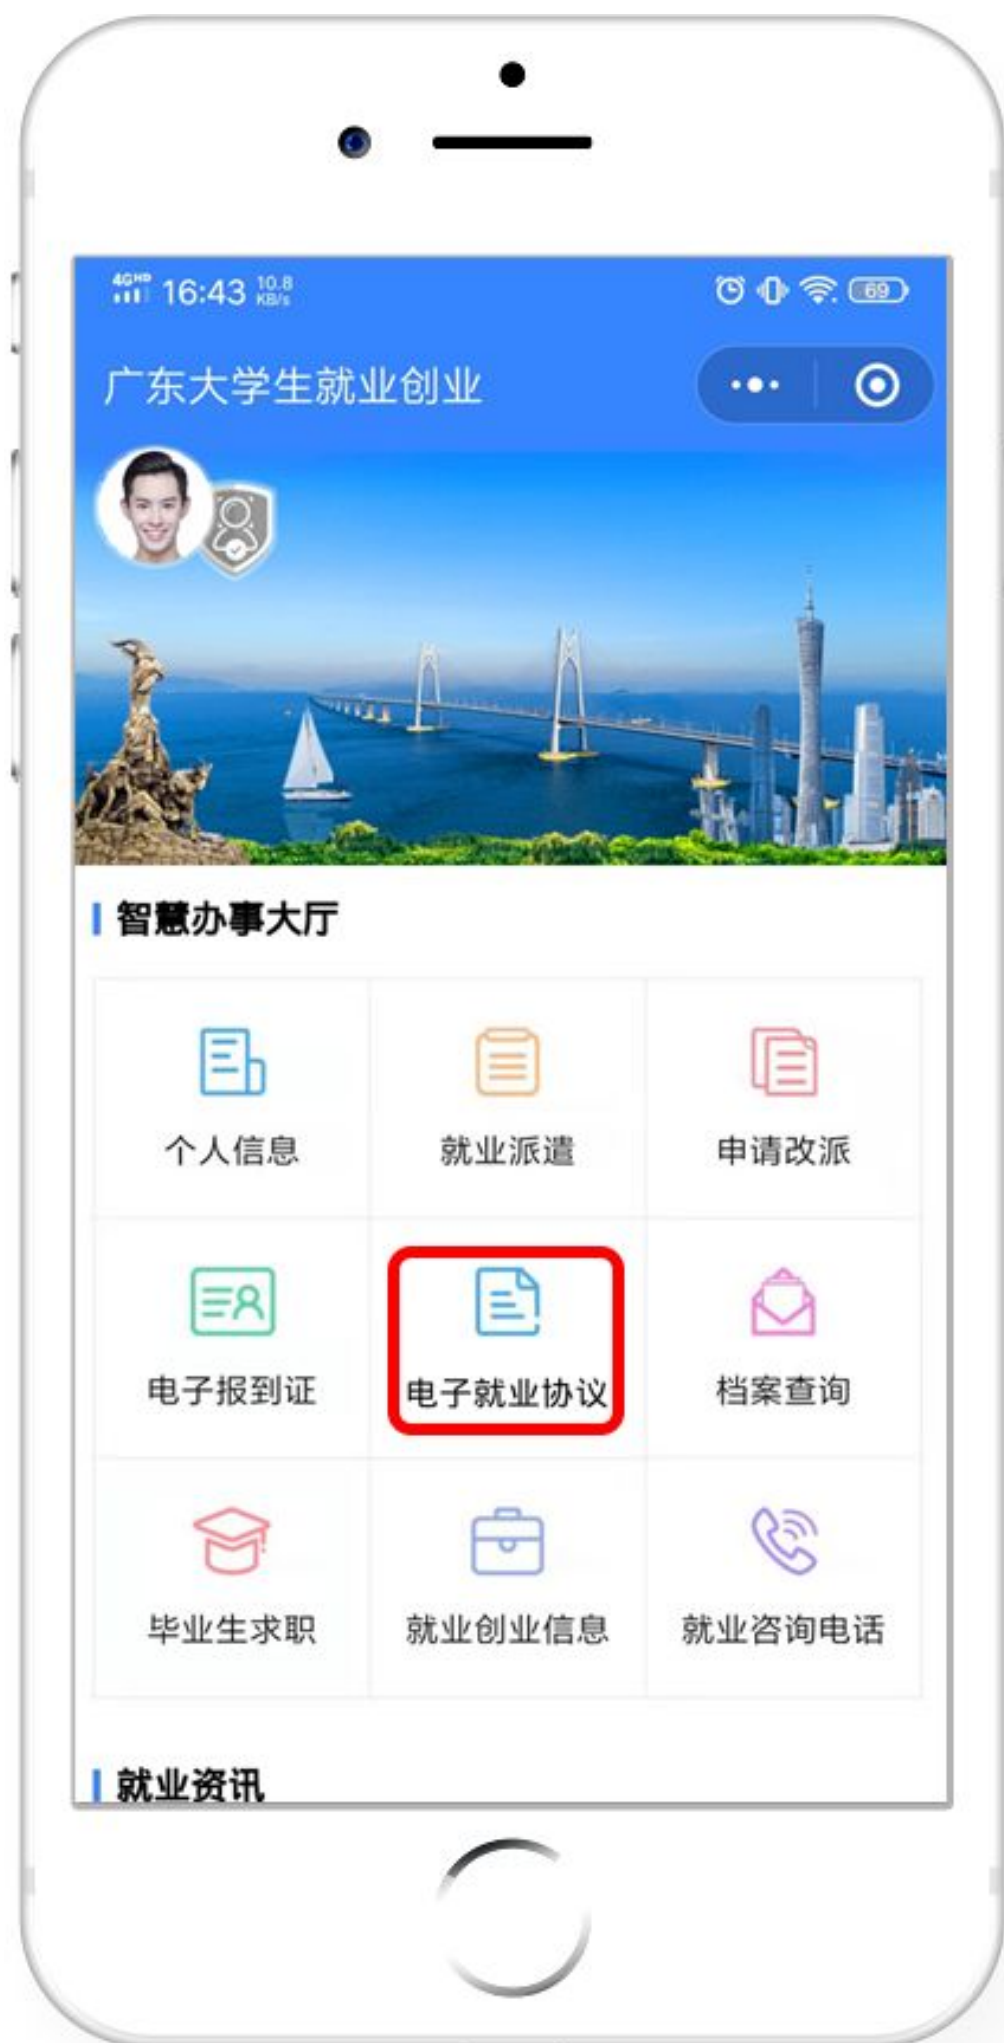 4GHD 16:43 10.8 KB/s 69
广东大学生就业创业
智慧办事大厅
个人信息 就业派遣 申请改派
电子报到证 电子就业协议 档案查询
毕业生求职 就业创业信息 就业咨询电话
就业资讯